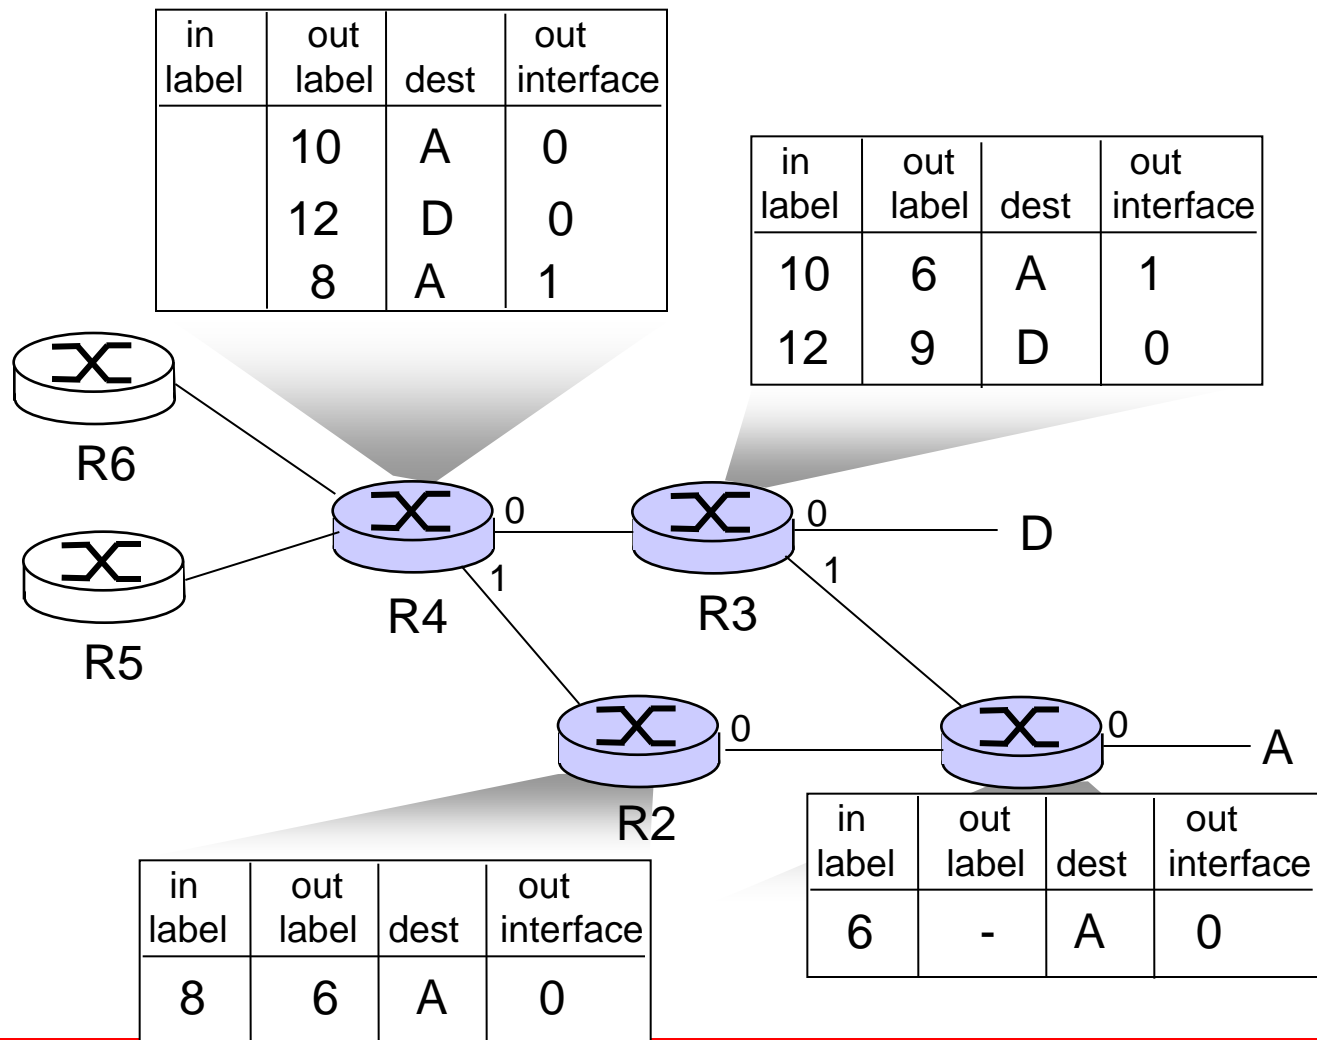 in out out
label label dest interface
10 A 0
12 D 0
8 A 1
in out out
label label dest interface
10 6 A 1
12 9 D 0
R6
R5
R4
0
1
R3
0
1
D
R2
0
0
A
in out out
label label dest interface
6 - A 0
in out out
label label dest interface
8 6 A 0